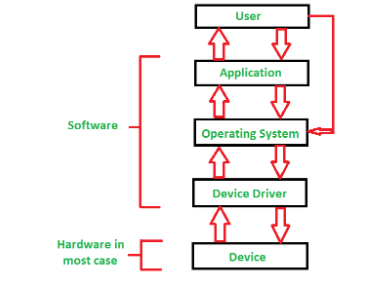 User
Application
Software
Operating System
Device Driver
Hardware in
most case
Device